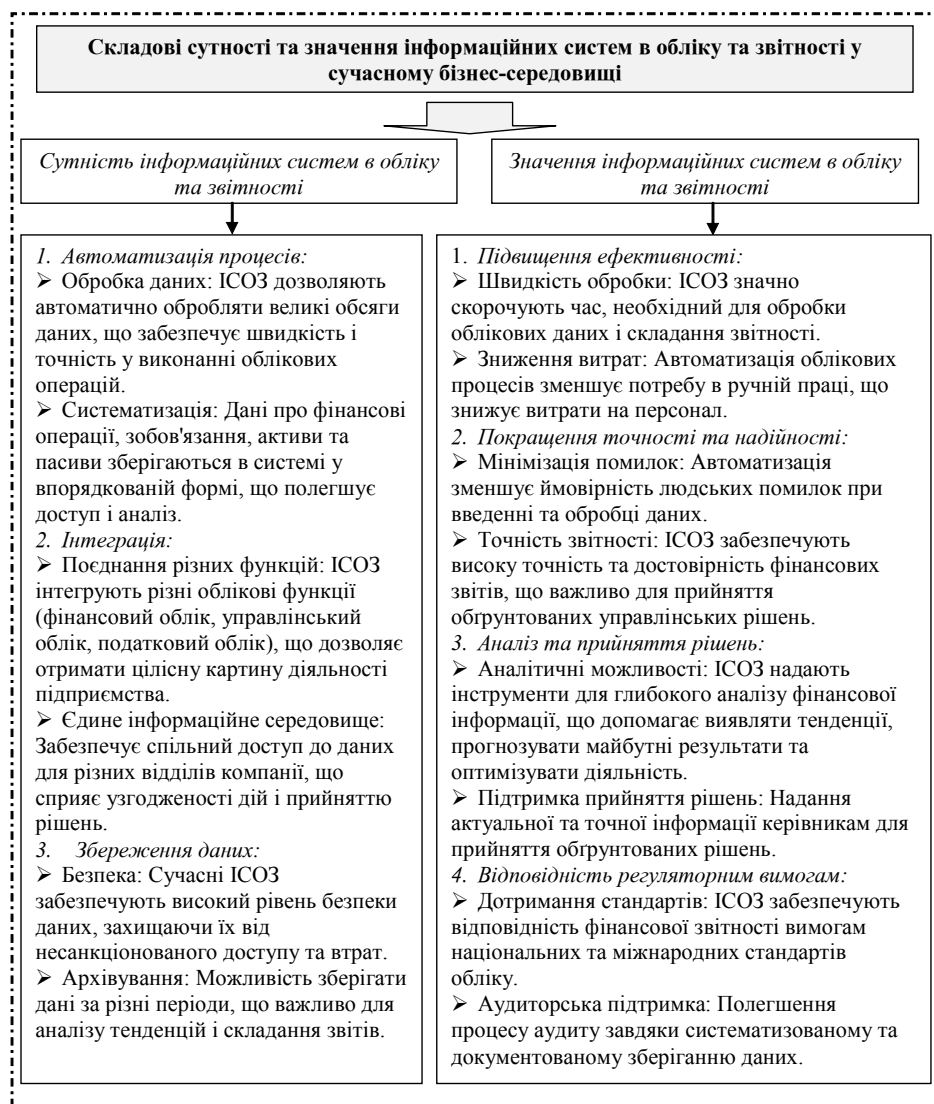 Складові сутності та значення інформаційних систем в обліку та звітності у
сучасному бізнес-середовищі
Сутність інформаційних систем в обліку
та звітності
Значення інформаційних систем в обліку
та звітності
1. Автоматизація процесів:
➢ Обробка даних: ІСОЗ дозволяють
автоматично обробляти великі обсяги
даних, що забезпечує швидкість і
точність у виконанні облікових
операцій.
➢ Систематизація: Дані про фінансові
операції, зобов'язання, активи та
пасиви зберігаються в системі у
впорядкованій формі, що полегшує
доступ і аналіз.
2. Інтеграція:
➢ Поєднання різних функцій: ІСОЗ
інтегрують різні облікові функції
(фінансовий облік, управлінський
облік, податковий облік), що дозволяє
отримати цілісну картину діяльності
підприємства.
➢ Єдине інформаційне середовище:
Забезпечує спільний доступ до даних
для різних відділів компанії, що
сприяє узгодженості дій і прийняттю
рішень.
3. Збереження даних:
➢ Безпека: Сучасні ІСОЗ
забезпечують високий рівень безпеки
даних, захищаючи їх від
несанкціонованого доступу та втрат.
➢ Архівування: Можливість зберігати
дані за різні періоди, що важливо для
аналізу тенденцій і складання звітів.
1. Підвищення ефективності:
➢ Швидкість обробки: ІСОЗ значно
скорочують час, необхідний для обробки
облікових даних і складання звітності.
➢ Зниження витрат: Автоматизація облікових
процесів зменшує потребу в ручній праці, що
знижує витрати на персонал.
2. Покращення точності та надійності:
➢ Мінімізація помилок: Автоматизація
зменшує ймовірність людських помилок при
введенні та обробці даних.
➢ Точність звітності: ІСОЗ забезпечують
високу точність та достовірність фінансових
звітів, що важливо для прийняття
обґрунтованих управлінських рішень.
3. Аналіз та прийняття рішень:
➢ Аналітичні можливості: ІСОЗ надають
інструменти для глибокого аналізу фінансової
інформації, що допомагає виявляти тенденції,
прогнозувати майбутні результати та
оптимізувати діяльність.
➢ Підтримка прийняття рішень: Надання
актуальної та точної інформації керівникам для
прийняття обґрунтованих рішень.
4. Відповідність регуляторним вимогам:
➢ Дотримання стандартів: ІСОЗ забезпечують
відповідність фінансової звітності вимогам
національних та міжнародних стандартів
обліку.
➢ Аудиторська підтримка: Полегшення
процесу аудиту завдяки систематизованому та
документованому зберіганню даних.